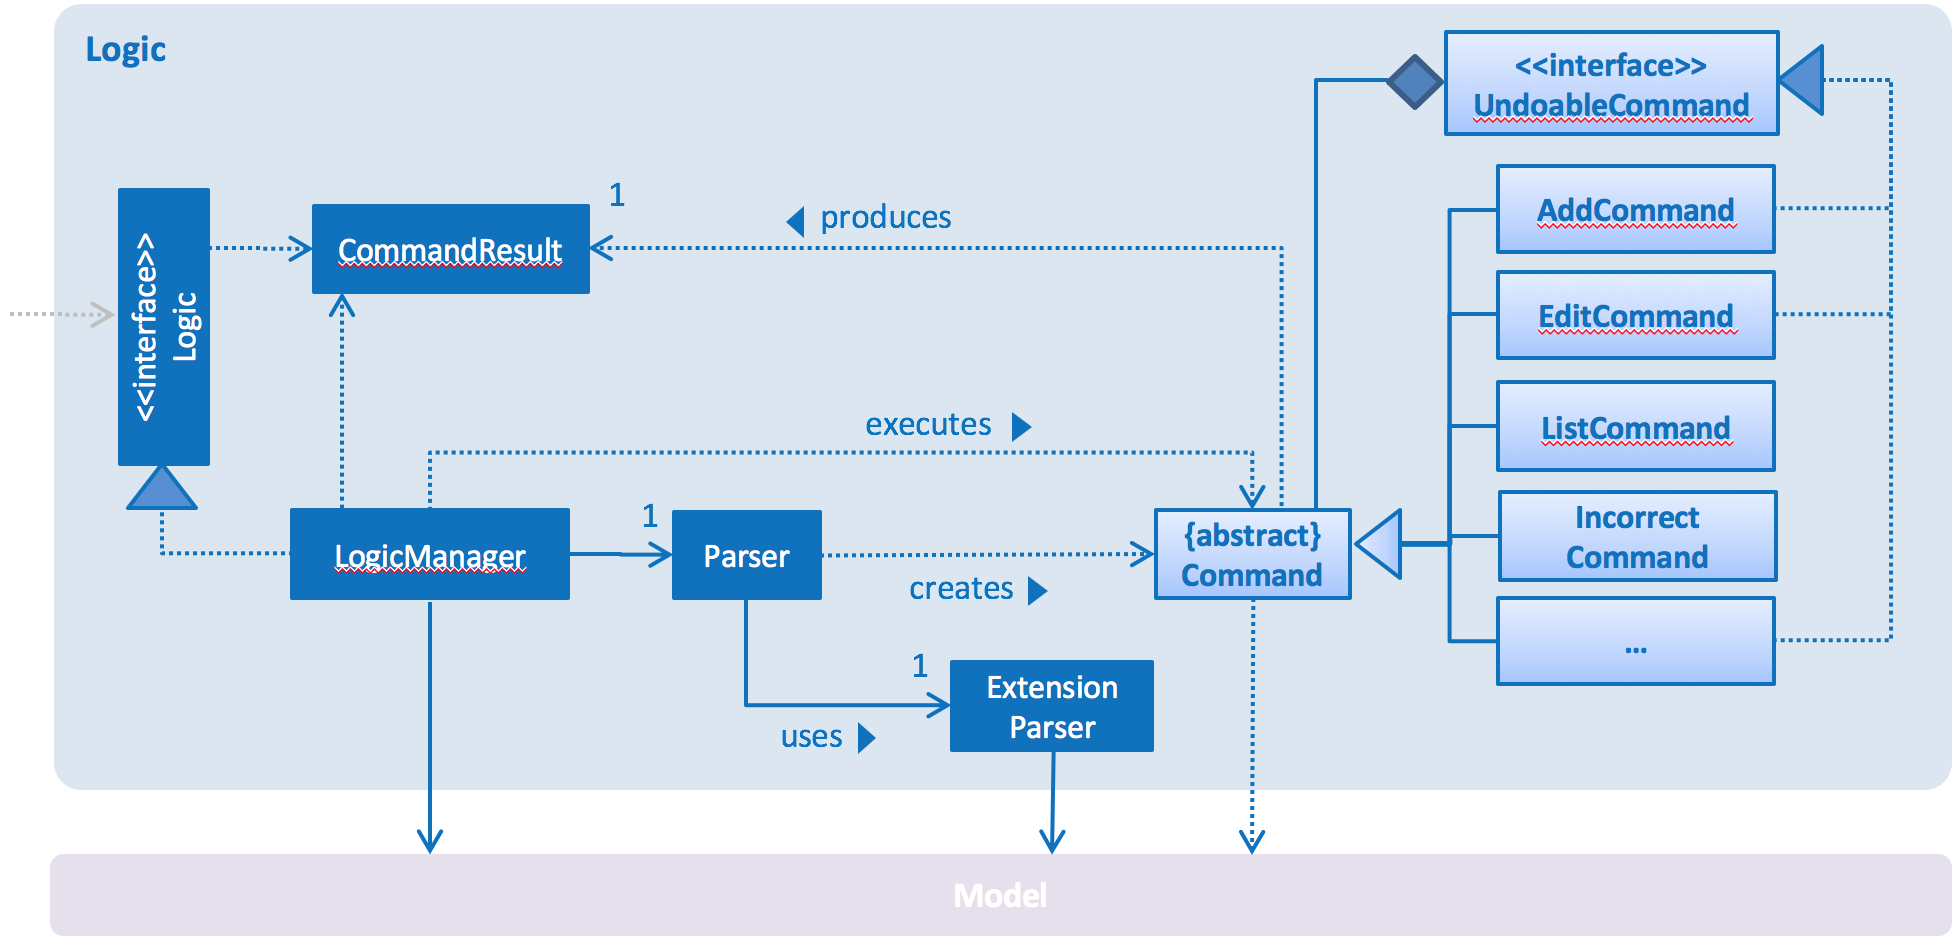 Logic
<<interface>>
UndoableCommand
<<interface>>
Logic
CommandResult
1
produces
AddCommand
EditCommand
executes
ListCommand
LogicManager
1
Parser
creates
{abstract}
Command
Incorrect
Command
...
1
Extension
Parser
uses
Model